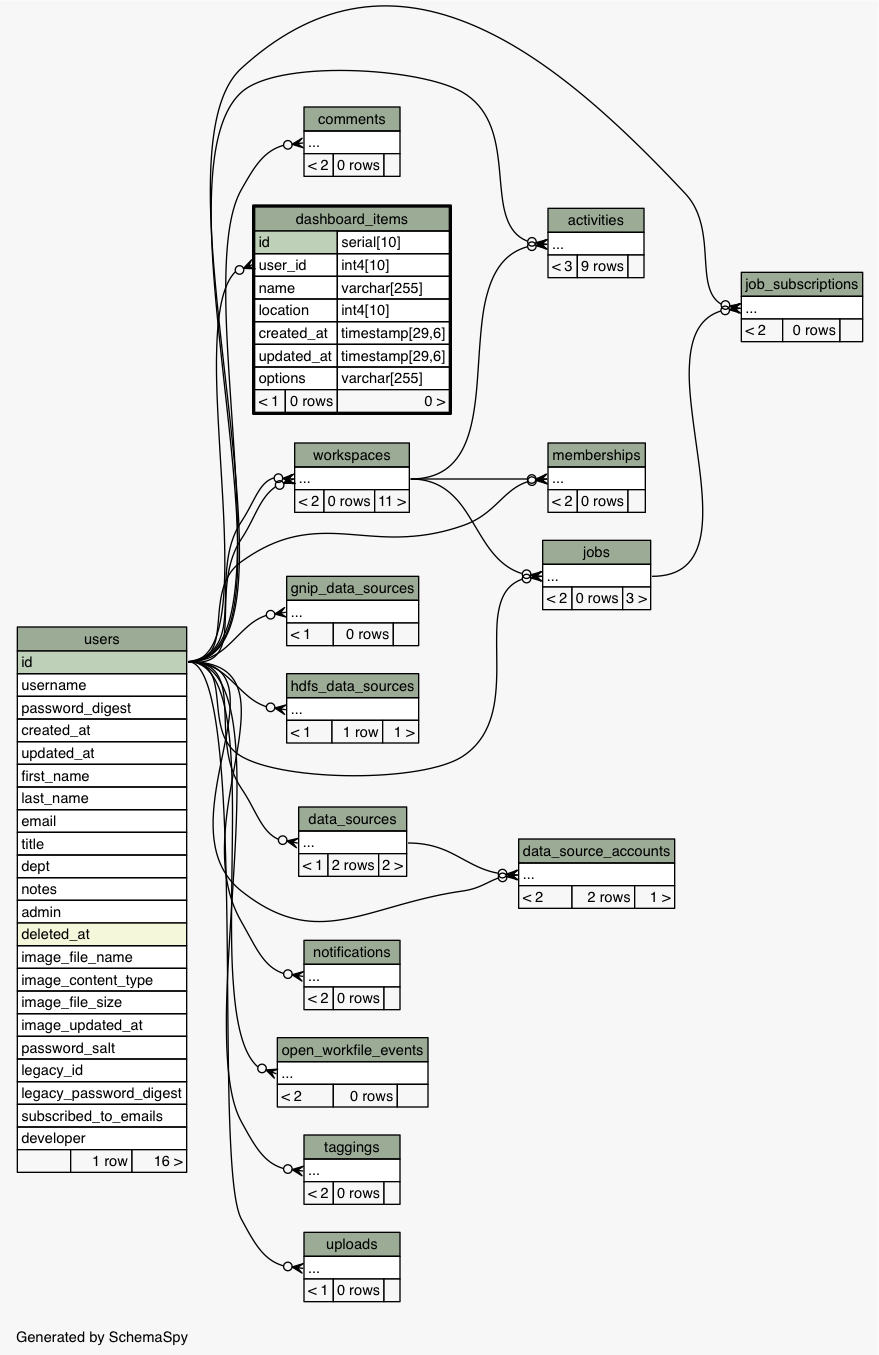 comments
...
< 2 0 rows
dashboard_items
id serial[10]
user_id int4[10]
name varchar[255]
location int4[10]
created_at timestamp[29,6]
updated_at timestamp[29,6]
options varchar[255]
< 1 0 rows 0 >
activities
...
< 3 9 rows
job_subscriptions
...
< 2 0 rows
workspaces
...
< 2 0 rows 11 >
memberships
...
< 2 0 rows
jobs
...
< 2 0 rows 3 >
gnip_data_sources
...
< 1 0 rows
hdfs_data_sources
...
< 1 1 row 1 >
users
id
username
password_digest
created_at
updated_at
first_name
last_name
email
title
dept
notes
admin
deleted_at
image_file_name
image_content_type
image_file_size
image_updated_at
password_salt
legacy_id
legacy_password_digest
subscribed_to_emails
developer
1 row 16 >
data_sources
...
< 1 2 rows 2 >
data_source_accounts
...
< 2 2 rows 1 >
notifications
...
< 2 0 rows
open_workfile_events
...
< 2 0 rows
taggings
...
< 2 0 rows
uploads
...
< 1 0 rows
Generated by SchemaSpy